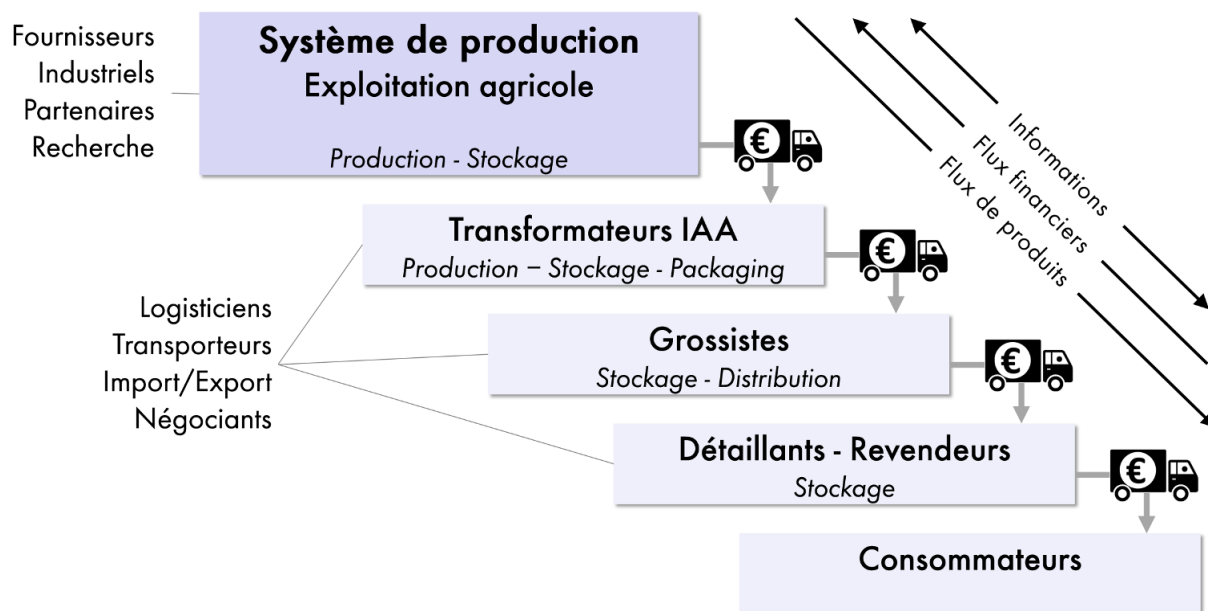 Fournisseurs
Industriels
Partenaires
Recherche
Système de production
Exploitation agricole
Production - Stockage
€
Informations
Flux financiers
Flux de produits
Transformateurs IAA
Production – Stockage - Packaging
€
Logisticiens
Transporteurs
Import/Export
Négociants
Grossistes
Stockage - Distribution
€
Détaillants - Revendeurs
Stockage
€
Consommateurs